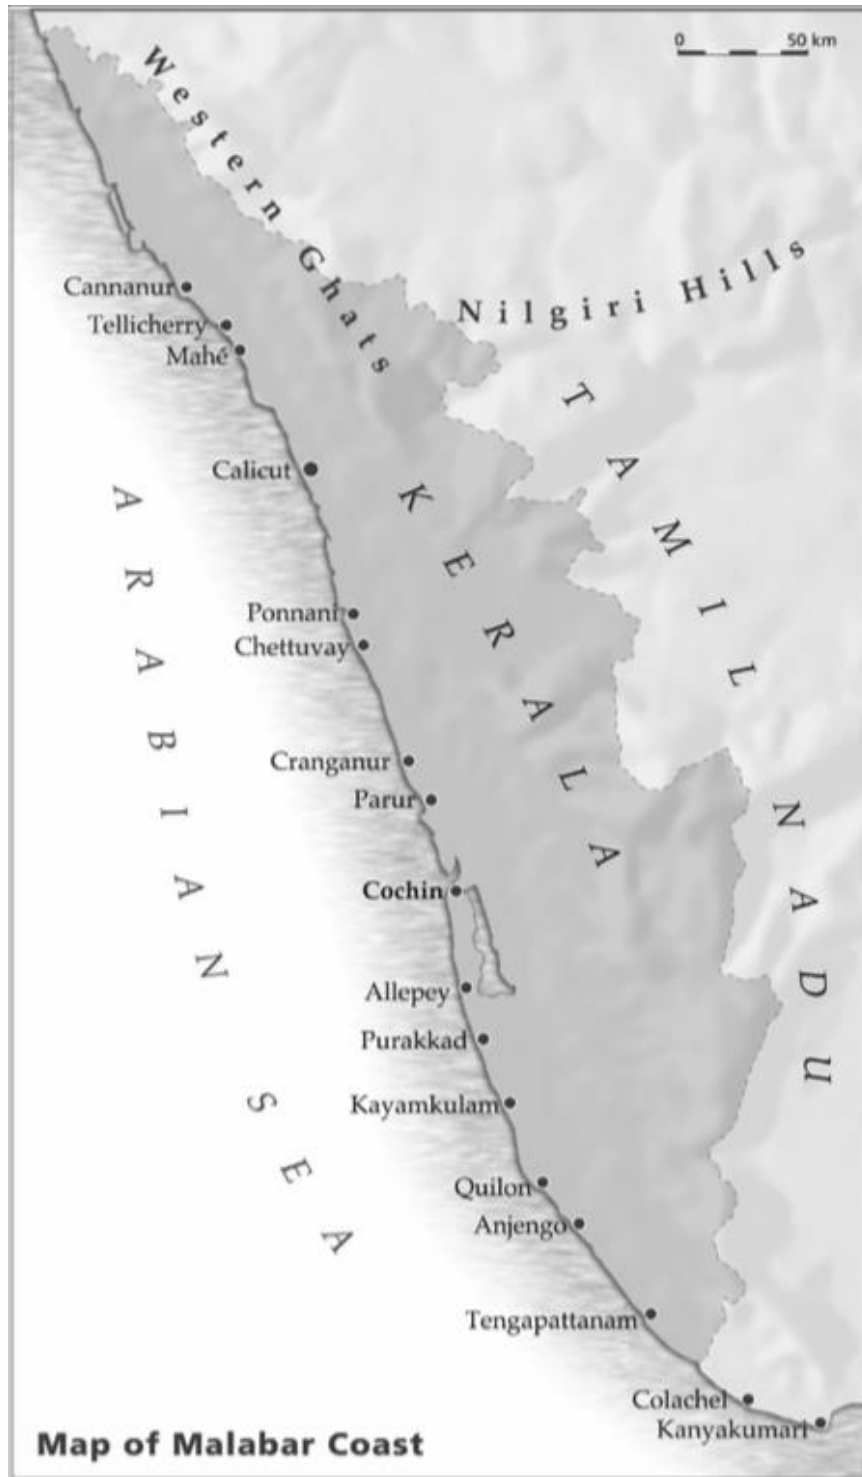 0 50 km
Western Ghats
Nilgiri Hills
Cannanur
Tellicherry
Mahé
TAMIL NADU
Calicut
KERALA
ARABIAN SEA
Ponnani
Chettuvay
Cranganur
Parur
Cochin
Allepey
Purakkad
Kayamkulam
Quilon
Anjengo
Tengapattanam
Colachel
Kanyakumari
Map of Malabar Coast